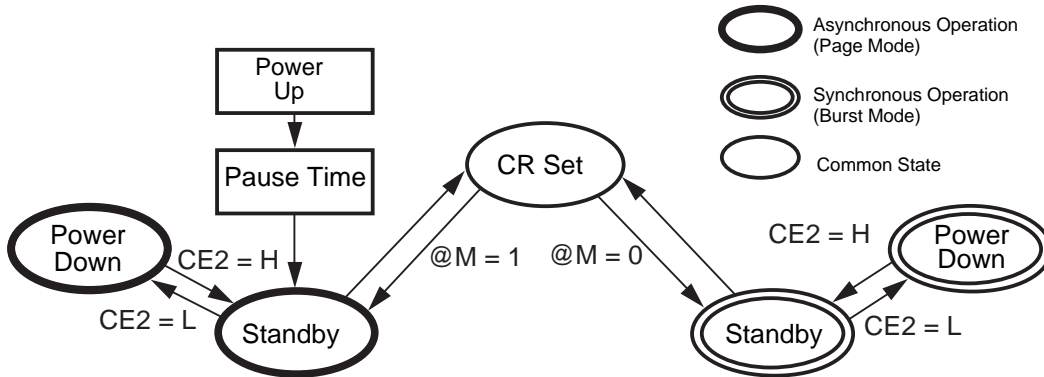 Power
Up
Pause Time
CR Set
Asynchronous Operation
(Page Mode)
Synchronous Operation
(Burst Mode)
Common State
Power
Down
CE2 = H
CE2 = L
Standby
@M = 1
@M = 0
Standby
CE2 = H
Power
Down
CE2 = L